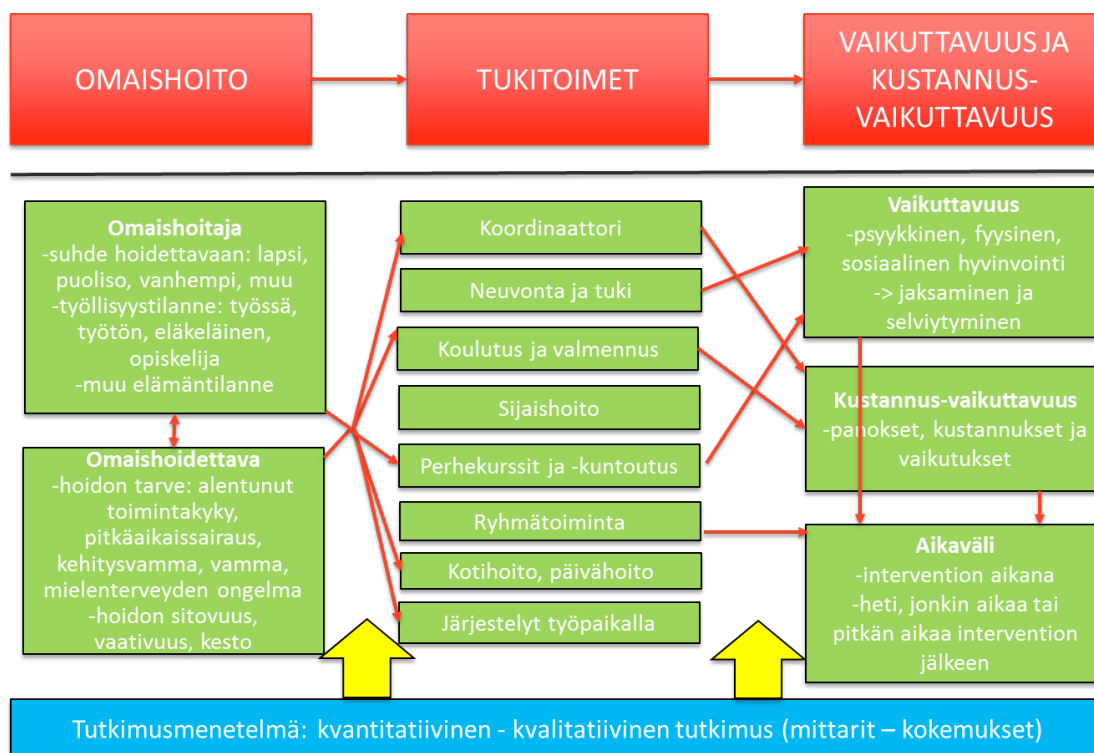 OMAISHOITO
TUKITOIMET
VAIKUTTAVUUS JA
KUSTANNUS-
VAIKUTTAVUUS
Omaishoitaja
-suhde hoidettavaan: lapsi,
puoliso, vanhempi, muu
-työllisyystilanne: työssä,
työtön, eläkeläinen,
opiskelija
-muu elämäntilanne
Omaishoidettava
-hoidon tarve: alentunut
toimintakyky,
pitkäaikaissairaus,
kehitysvamma, vamma,
mielenterveyden ongelma
-hoidon sitovuus,
vaativuus, kesto
Koordinaattori
Neuvonta ja tuki
Koulutus ja valmennus
Sijaishoito
Perhekurssit ja -kuntoutus
Ryhmätoiminta
Kotihoito, päivähoito
Järjestelyt työpaikalla
Vaikuttavuus
-psyykkinen, fyysinen,
sosiaalinen hyvinvointi
-> jaksaminen ja
selviytyminen
Kustannus-vaikuttavuus
-panokset, kustannukset ja
vaikutukset
Aikaväli
-intervention aikana
-heti, jonkin aikaa tai
pitkän aikaa intervention
jälkeen
Tutkimusmenetelmä: kvantitatiivinen - kvalitatiivinen tutkimus (mittarit – kokemukset)